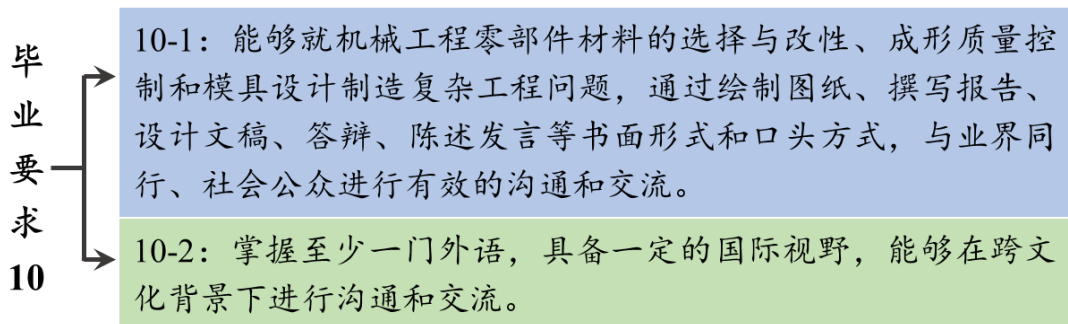 毕业要求10
10-1：能够就机械工程零部件材料的选择与改性、成形质量控
制和模具设计制造复杂工程问题，通过绘制图纸、撰写报告、
设计文稿、答辩、陈述发言等书面形式和口头方式，与业界同
行、社会公众进行有效的沟通和交流。
10-2：掌握至少一门外语，具备一定的国际视野，能够在跨文
化背景下进行沟通和交流。